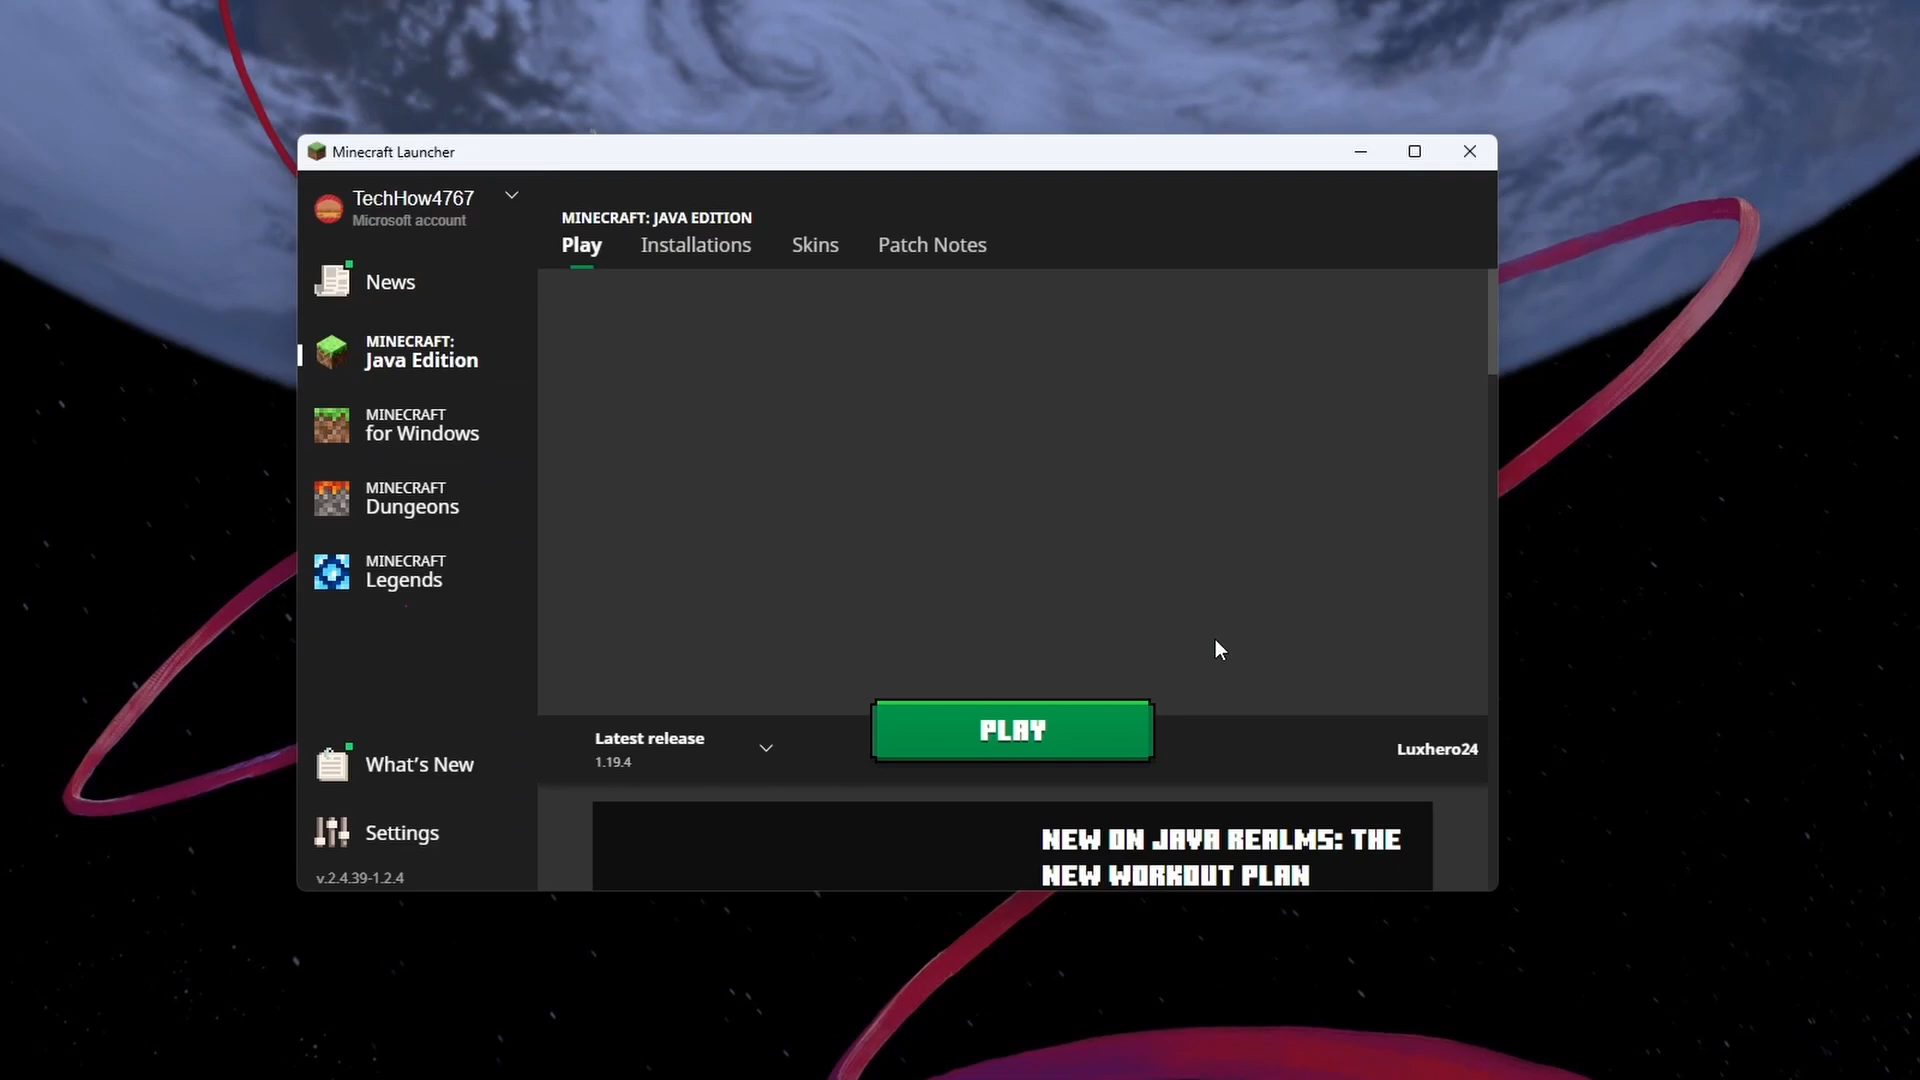 Minecraft Launcher
TechHow4767
Microsoft account
News
MINECRAFT:
Java Edition
MINECRAFT
for Windows
MINECRAFT
Dungeons
MINECRAFT
Legends
What's New
Settings
v.2.4.39-1.2.4
MINECRAFT: JAVA EDITION
Play Installations Skins Patch Notes
Latest release
1.19.4
PLAY
Luxhero24
NEW ON JAVA REALMS: THE
NEW WORKOUT PLAN